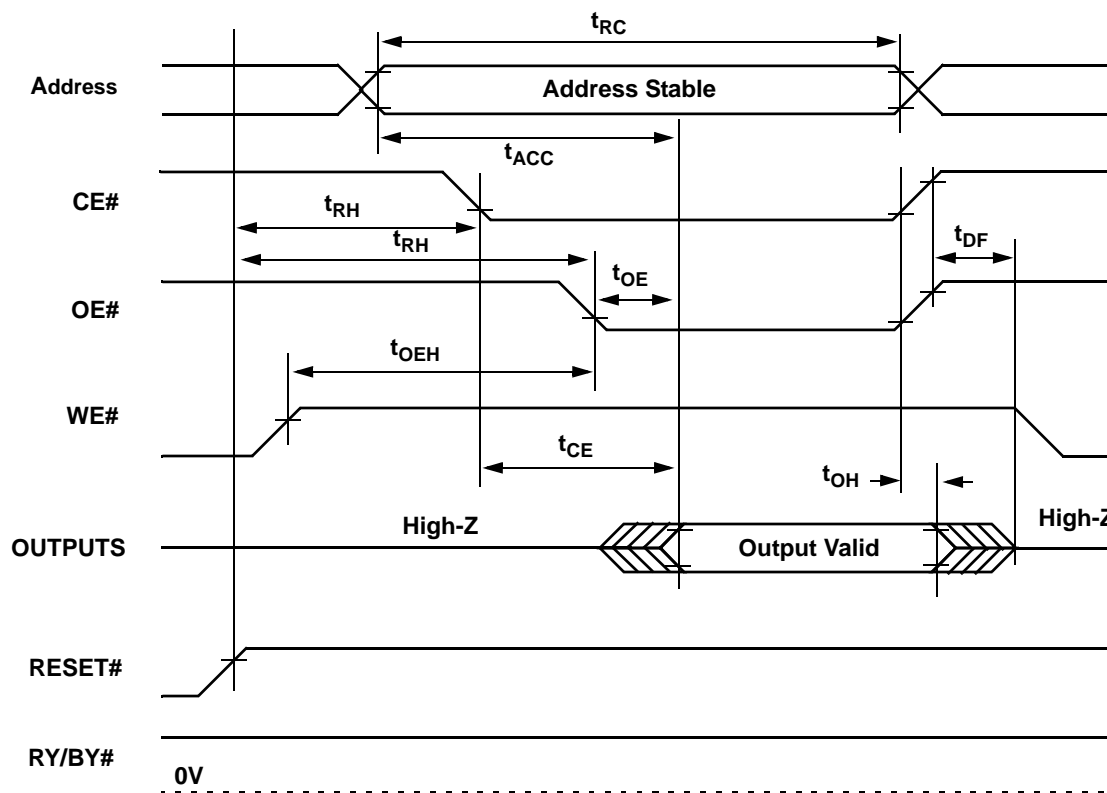 tRC
Address
Address Stable
tACC
CE#
tRH
tRH
tDF
tOE
OE#
tOEH
WE#
tCE
tOH
High-Z
High-Z
OUTPUTS
Output Valid
RESET#
RY/BY#
0V